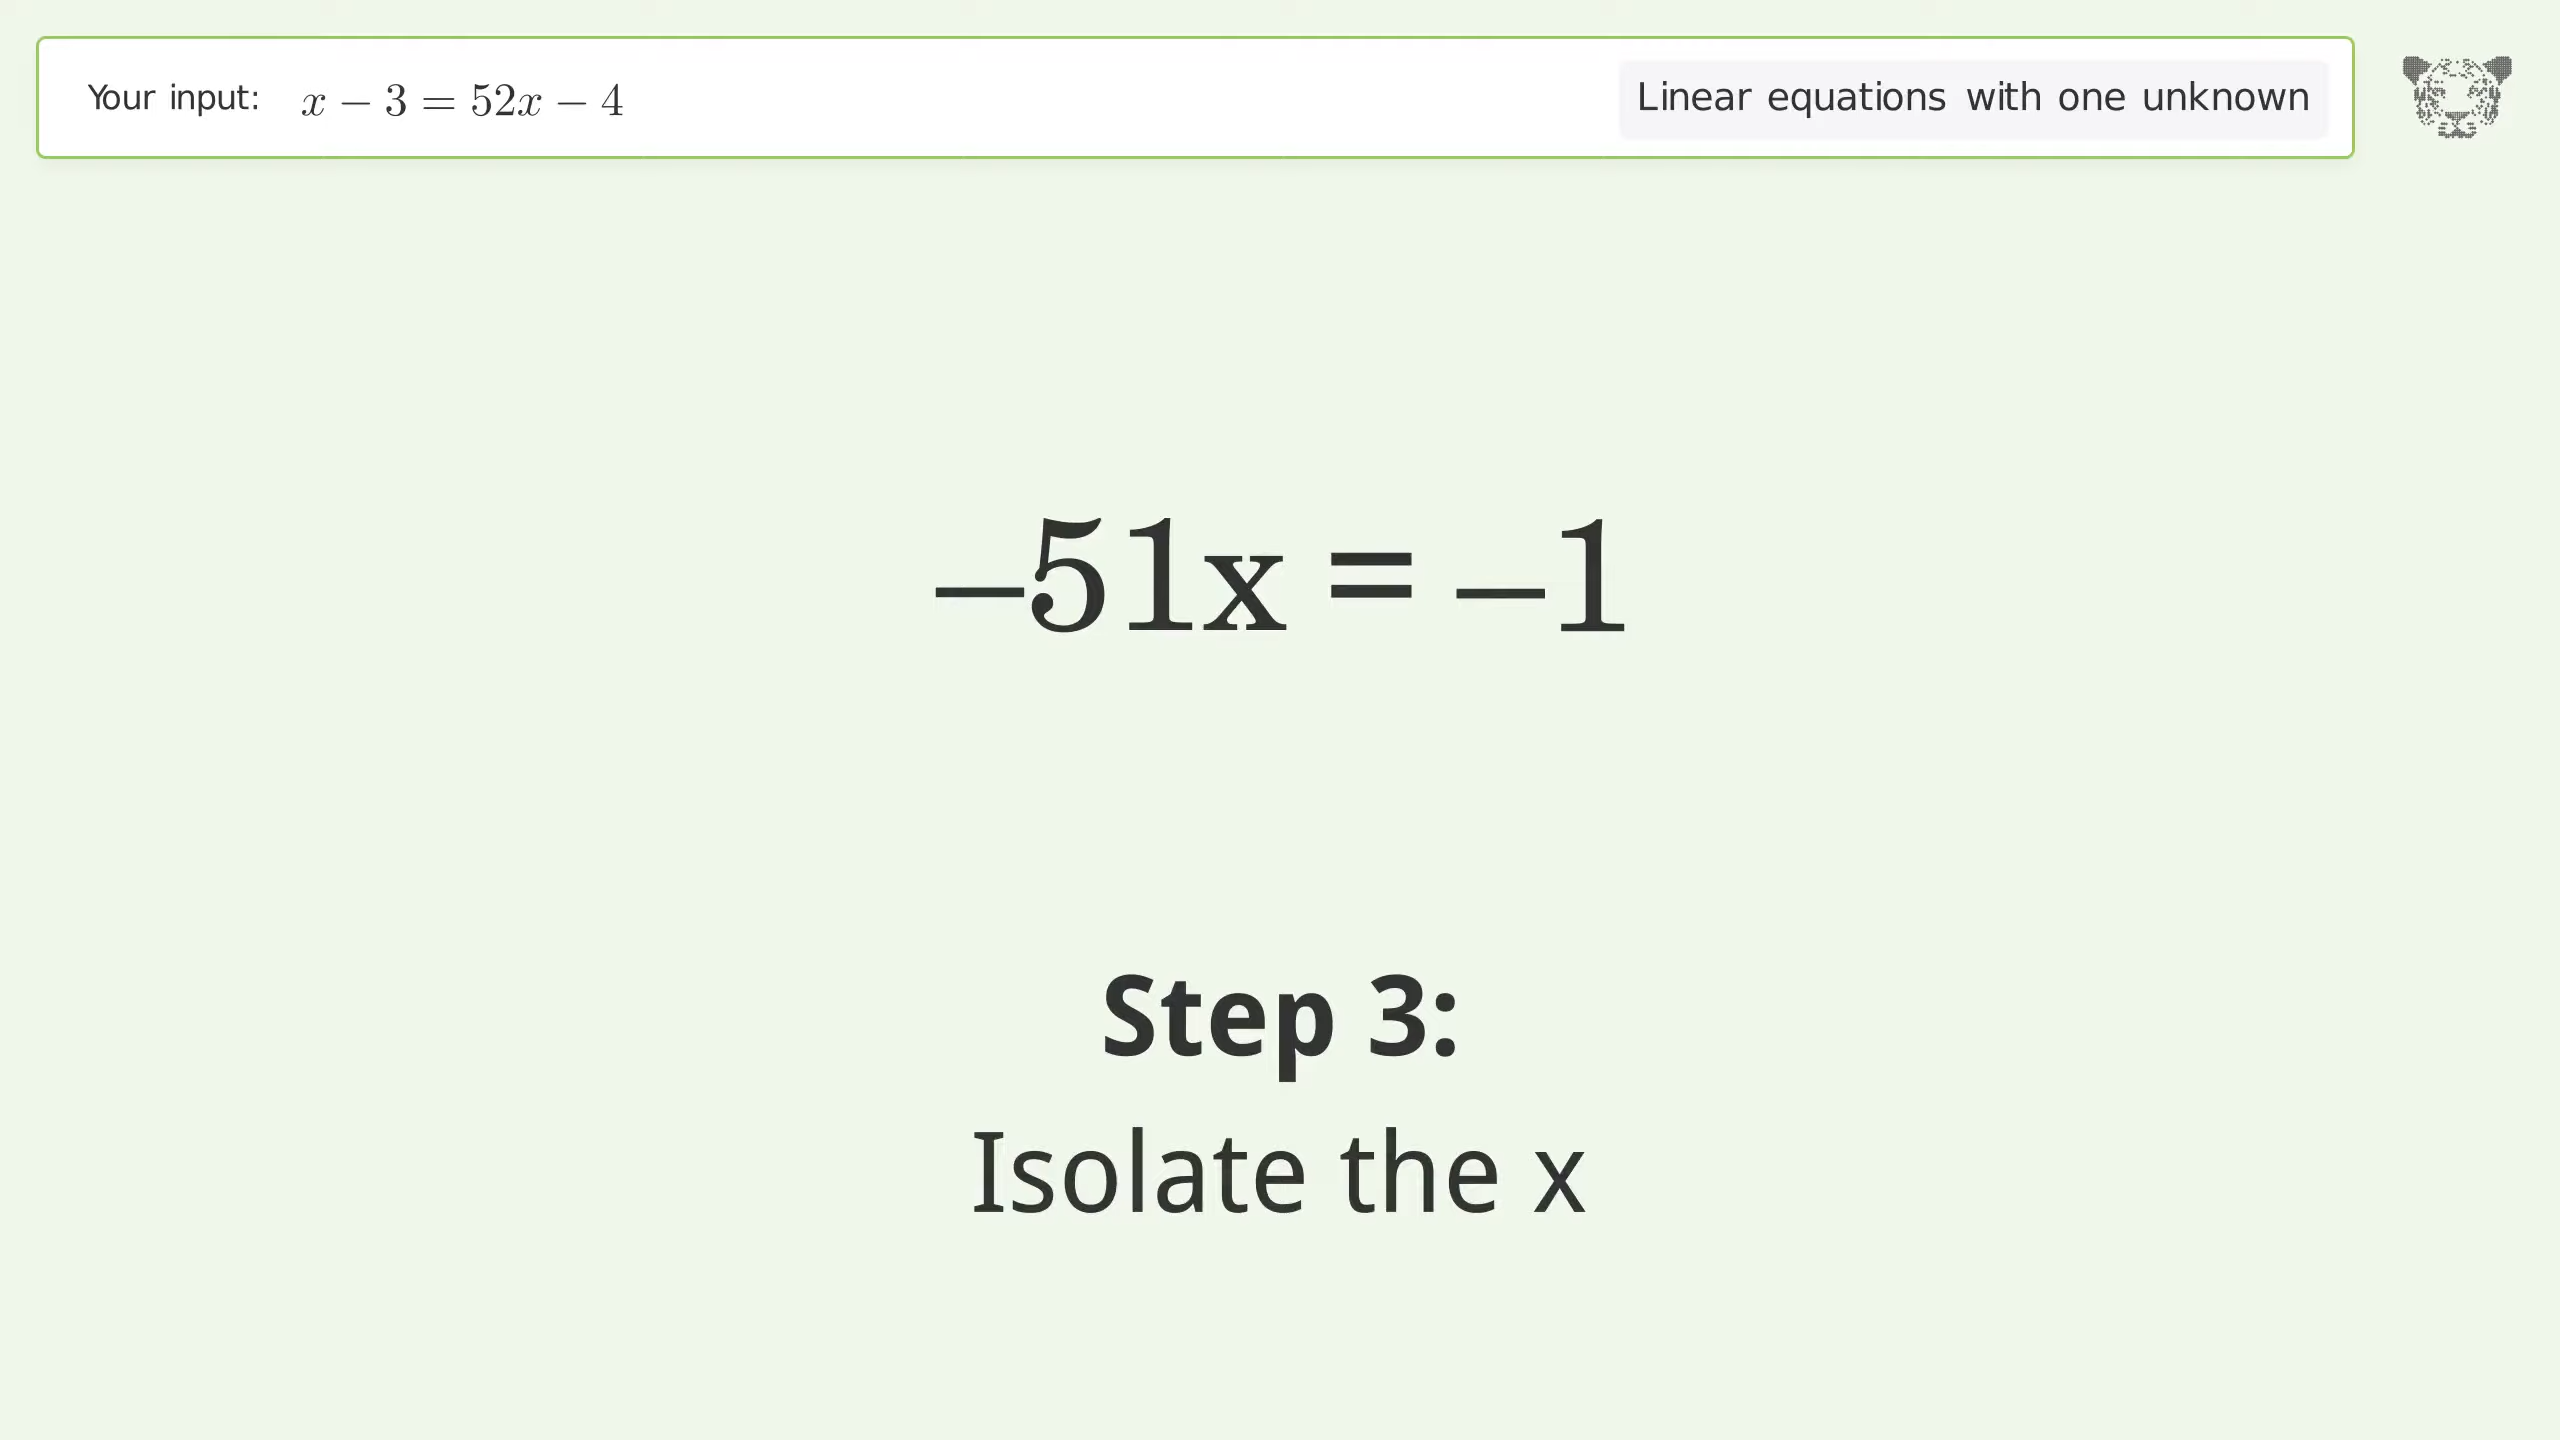 Your input: x − 3 = 52x − 4
Linear equations with one unknown
−51x = −1
Step 3:
Isolate the x